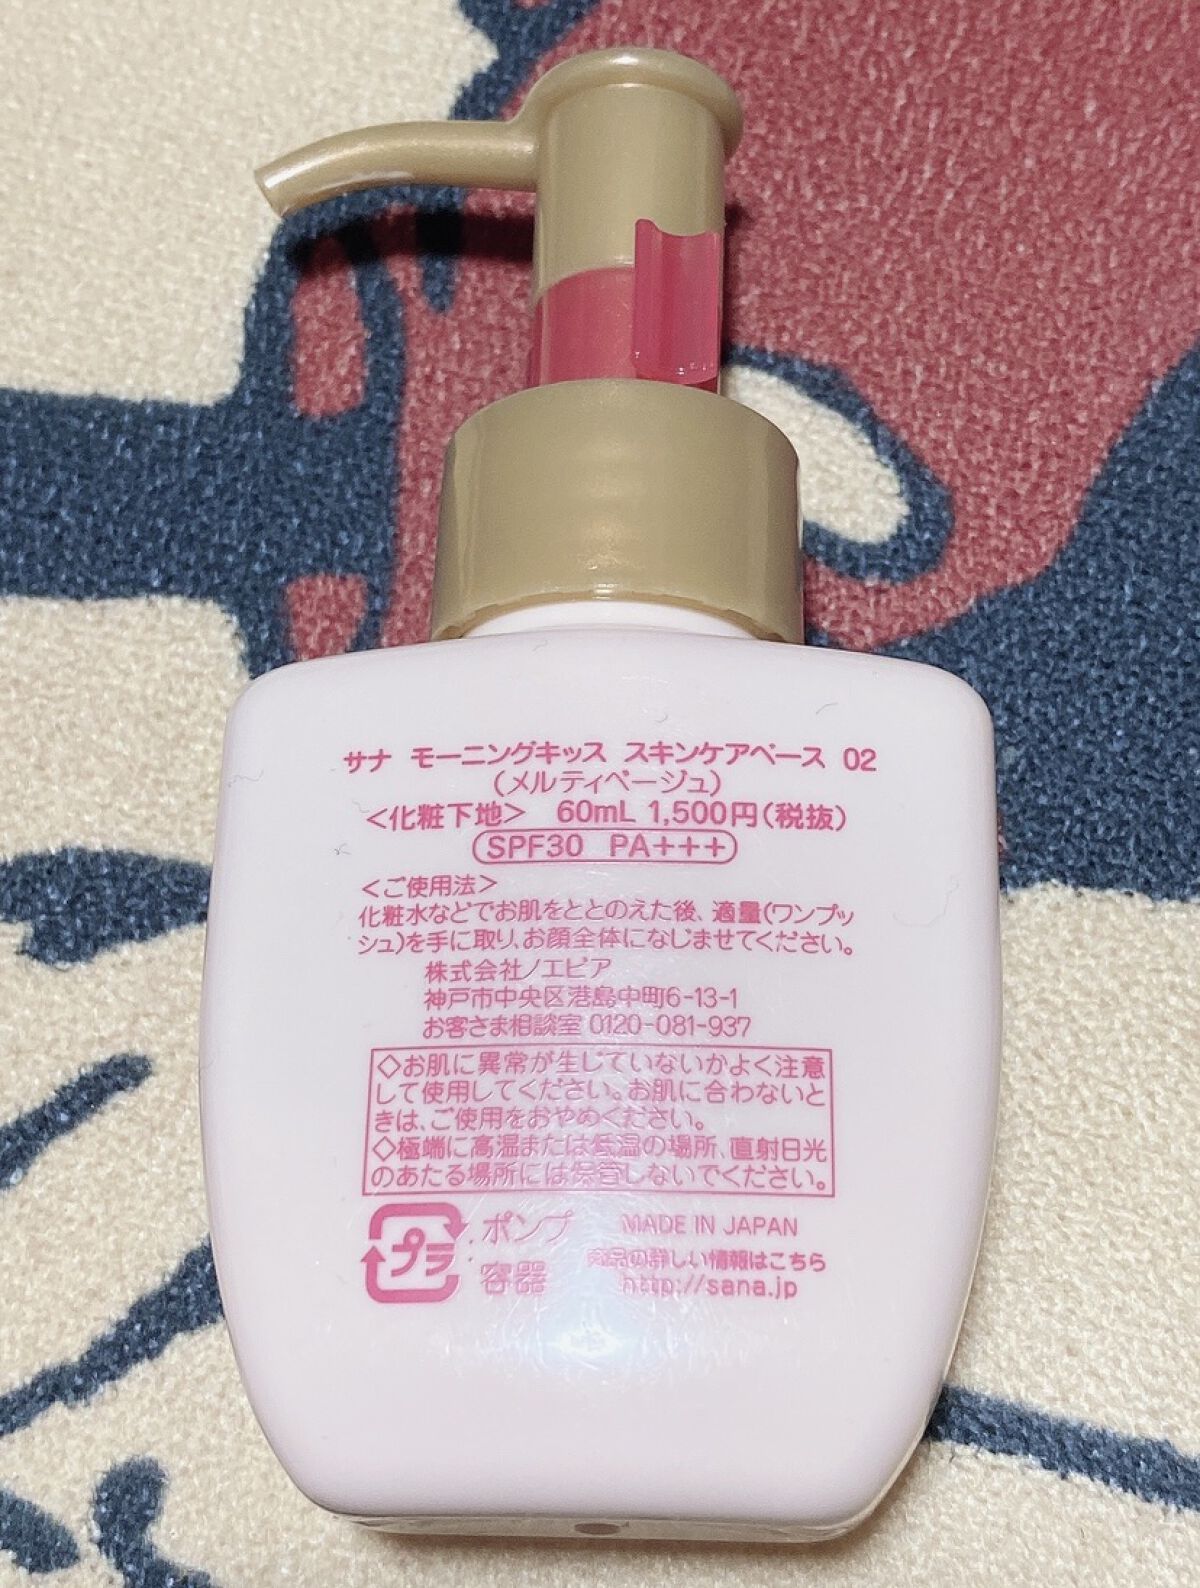 サナ モーニングキッス スキンケアベース 02
(メルティベージュ)
<化粧下地> 60mL 1,500円(税抜)
SPF30 PA+++
<ご使用法>
化粧水などでお肌をととのえた後、適量(ワンプッ
シュ)を手に取り、お顔全体になじませてください。
株式会社ノエビア
神戸市中央区港島中町6-13-1
お客さま相談室 0120-081-937
◇お肌に異常が生じていないかよく注意
して使用してください。お肌に合わないと
きは、ご使用をおやめください。
◇極端に高温または低温の場所、直射日光
のあたる場所には保管しないでください。
プラ
ポンプ
容器
MADE IN JAPAN
商品の詳しい情報はこちら
http://sana.jp